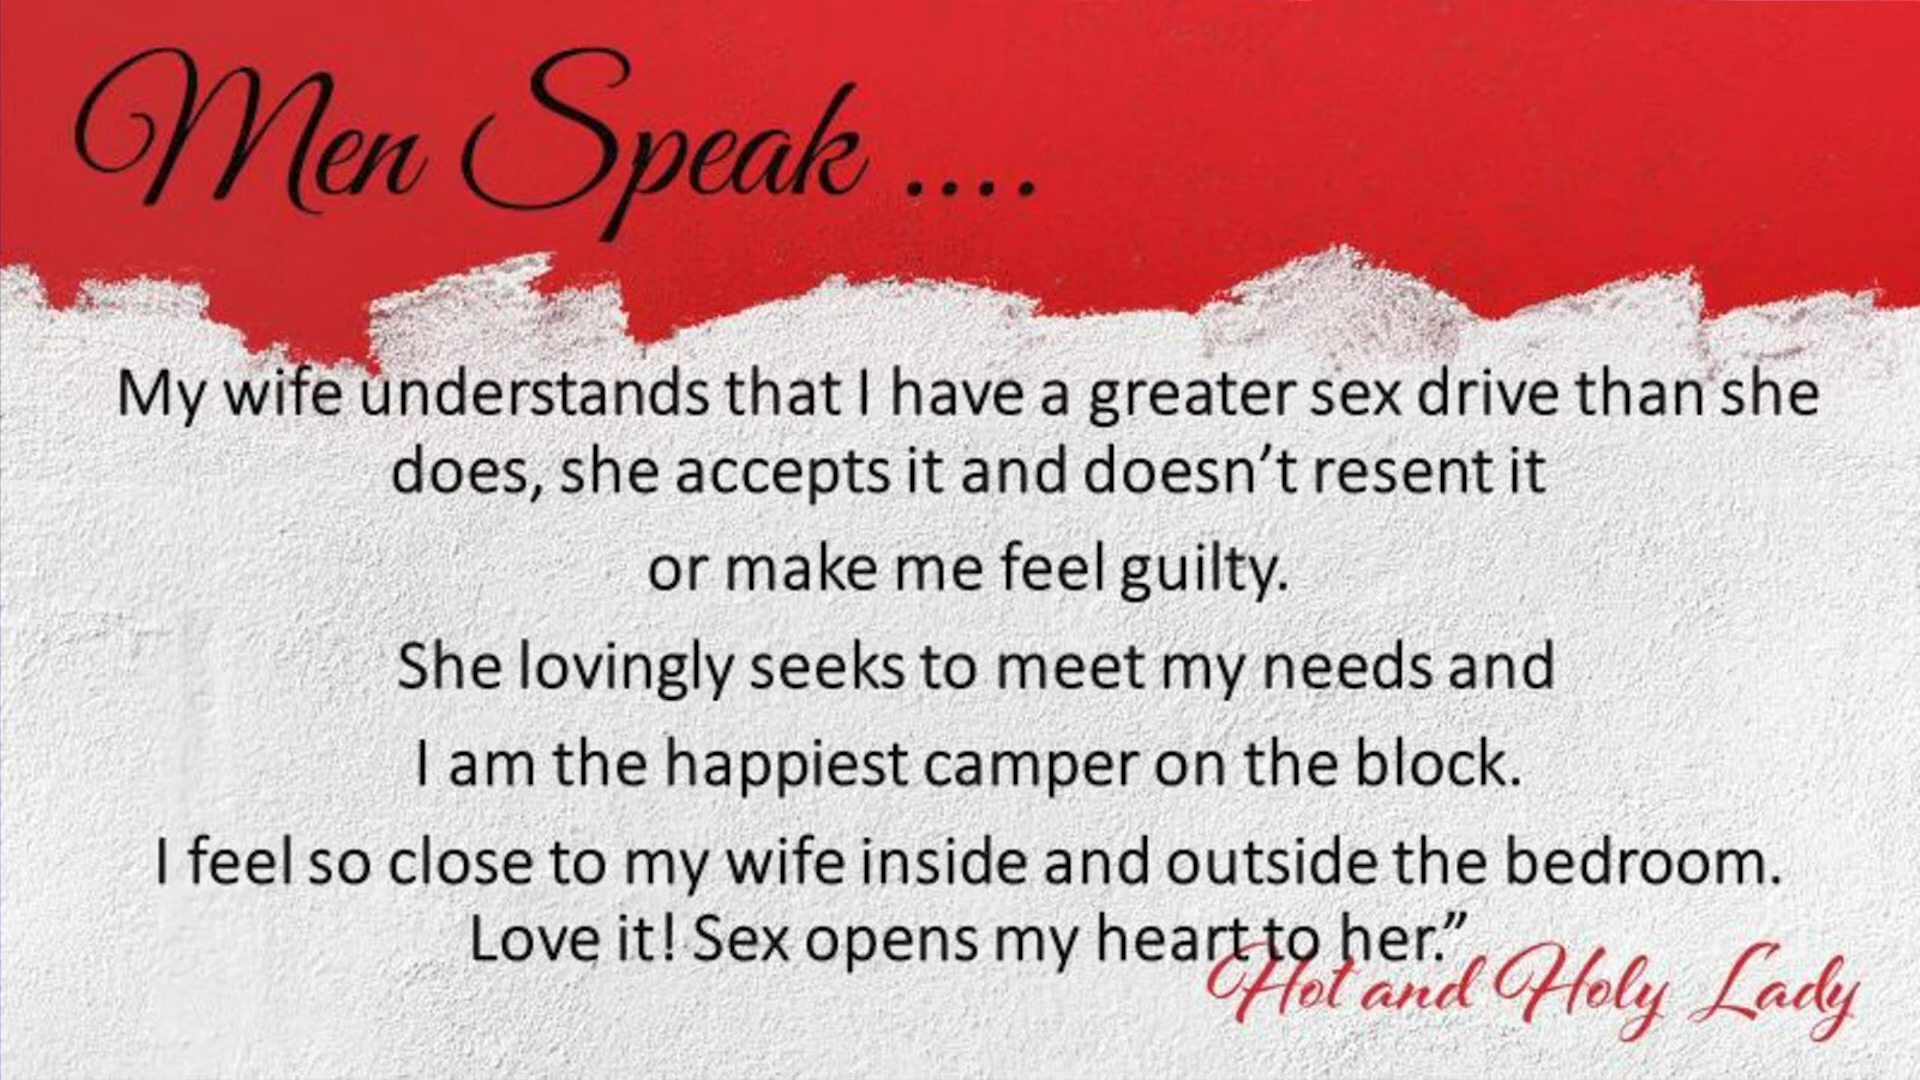 Men Speak ....
My wife understands that I have a greater sex drive than she
does, she accepts it and doesn’t resent it
or make me feel guilty.
She lovingly seeks to meet my needs and
I am the happiest camper on the block.
I feel so close to my wife inside and outside the bedroom.
Love it! Sex opens my heart to her.”
Hot and Holy Lady